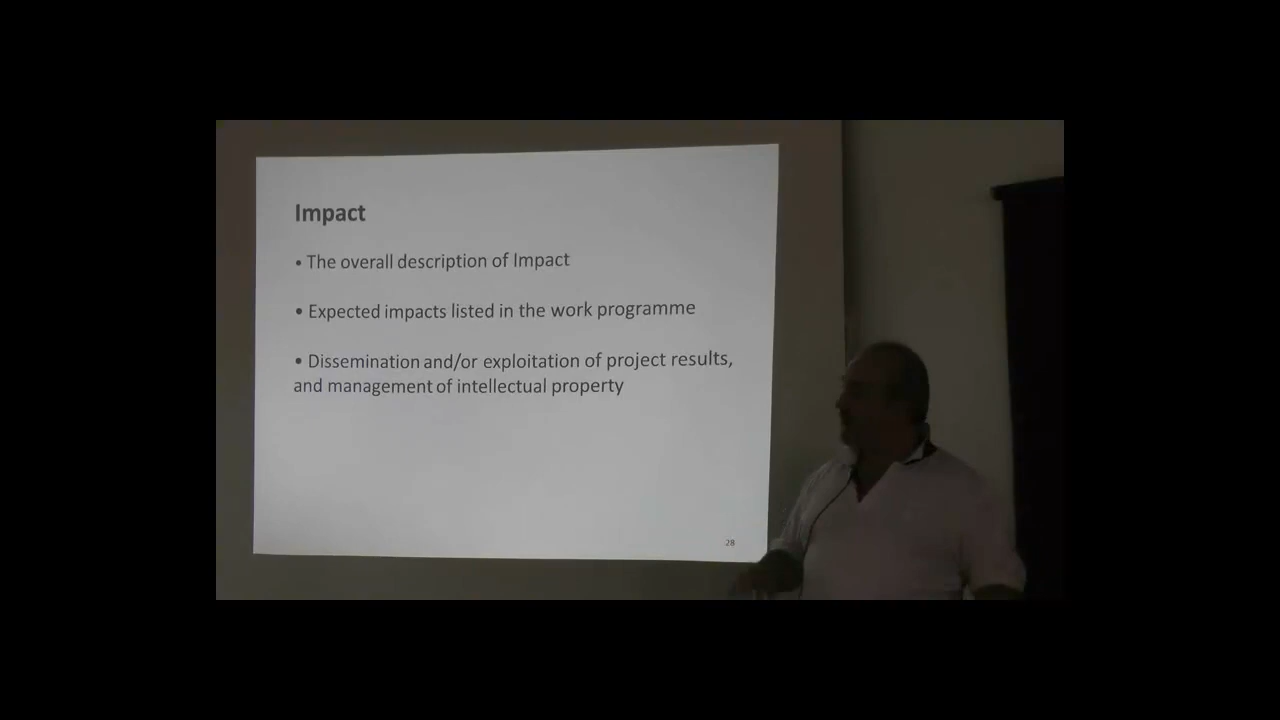 Impact
• The overall description of Impact
• Expected impacts listed in the work programme
• Dissemination and/or exploitation of project results,
and management of intellectual property
28